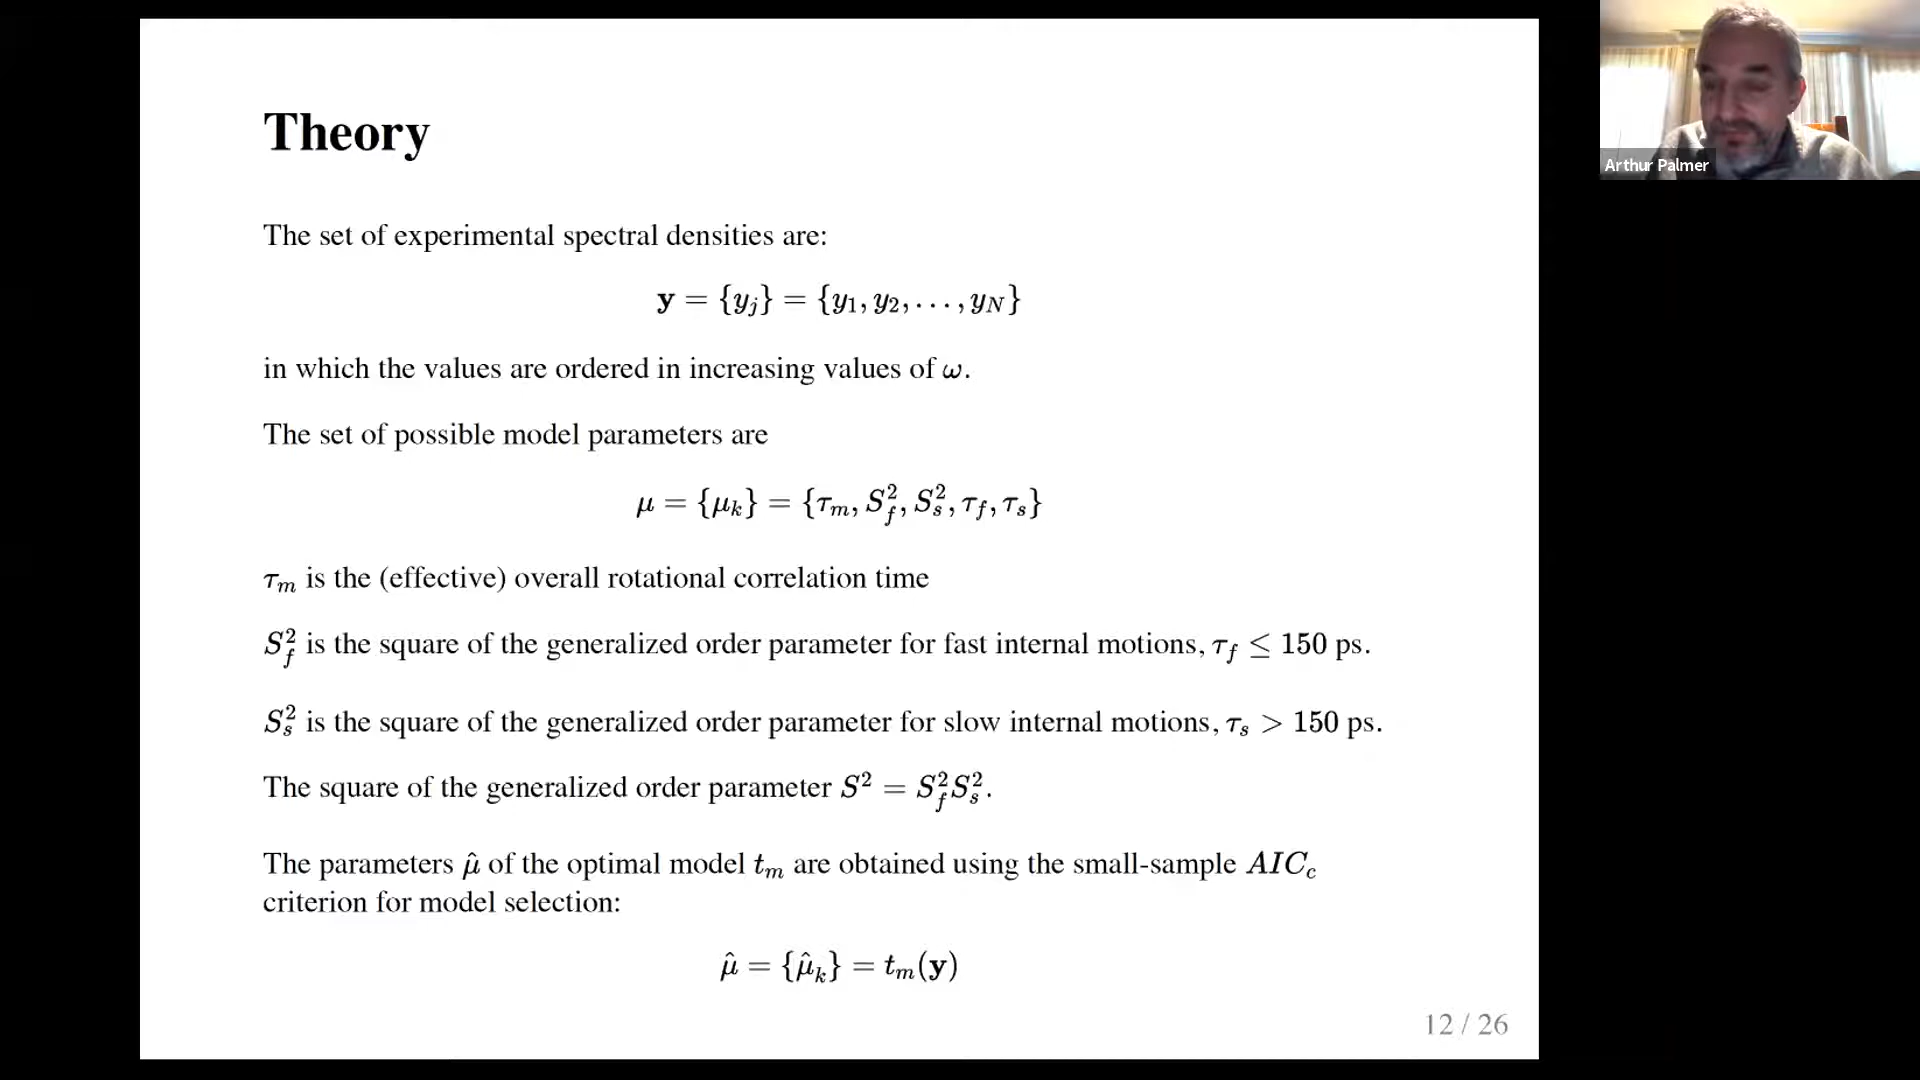 Theory
The set of experimental spectral densities are:
𝐲 = {y_j} = {y_1, y_2, . . . , y_N}
in which the values are ordered in increasing values of ω.
The set of possible model parameters are
μ = {μ_k} = {τ_m, S_f^2, S_s^2, τ_f, τ_s}
τ_m is the (effective) overall rotational correlation time
S_f^2 is the square of the generalized order parameter for fast internal motions, τ_f ≤ 150 ps.
S_s^2 is the square of the generalized order parameter for slow internal motions, τ_s > 150 ps.
The square of the generalized order parameter S^2 = S_f^2 S_s^2.
The parameters μ̂ of the optimal model t_m are obtained using the small-sample AIC_c
criterion for model selection:
μ̂ = {μ̂_k} = t_m(𝐲)
12 / 26
Arthur Palmer